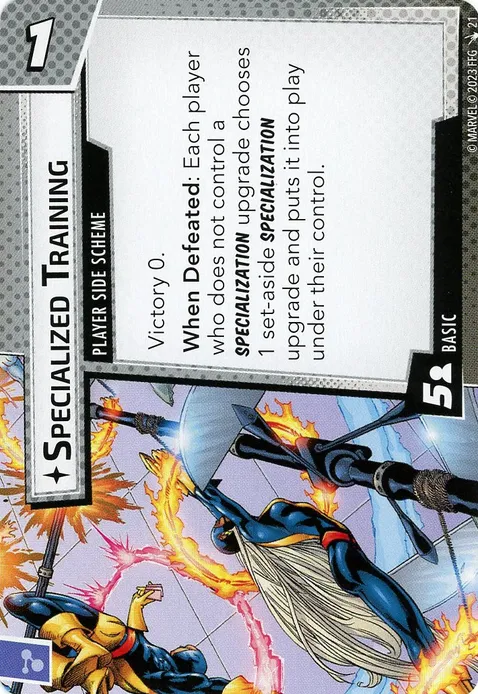 1
SPECIALIZED TRAINING
PLAYER SIDE SCHEME
Victory 0.
When Defeated: Each player
who does not control a
SPECIALIZATION upgrade chooses
1 set-aside SPECIALIZATION
upgrade and puts it into play
under their control.
5
BASIC
© MARVEL © 2023 FFG 21